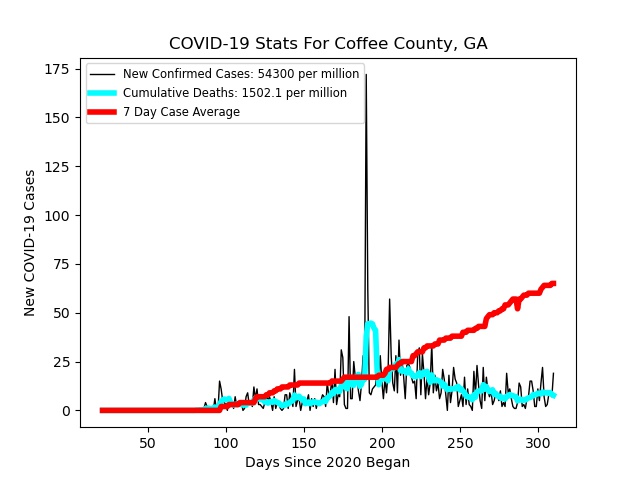 COVID-19 Stats For Coffee County, GA
New Confirmed Cases: 54300 per million
Cumulative Deaths: 1502.1 per million
7 Day Case Average
New COVID-19 Cases
175
150
125
100
75
50
25
0
50
100
150
200
250
300
Days Since 2020 Began